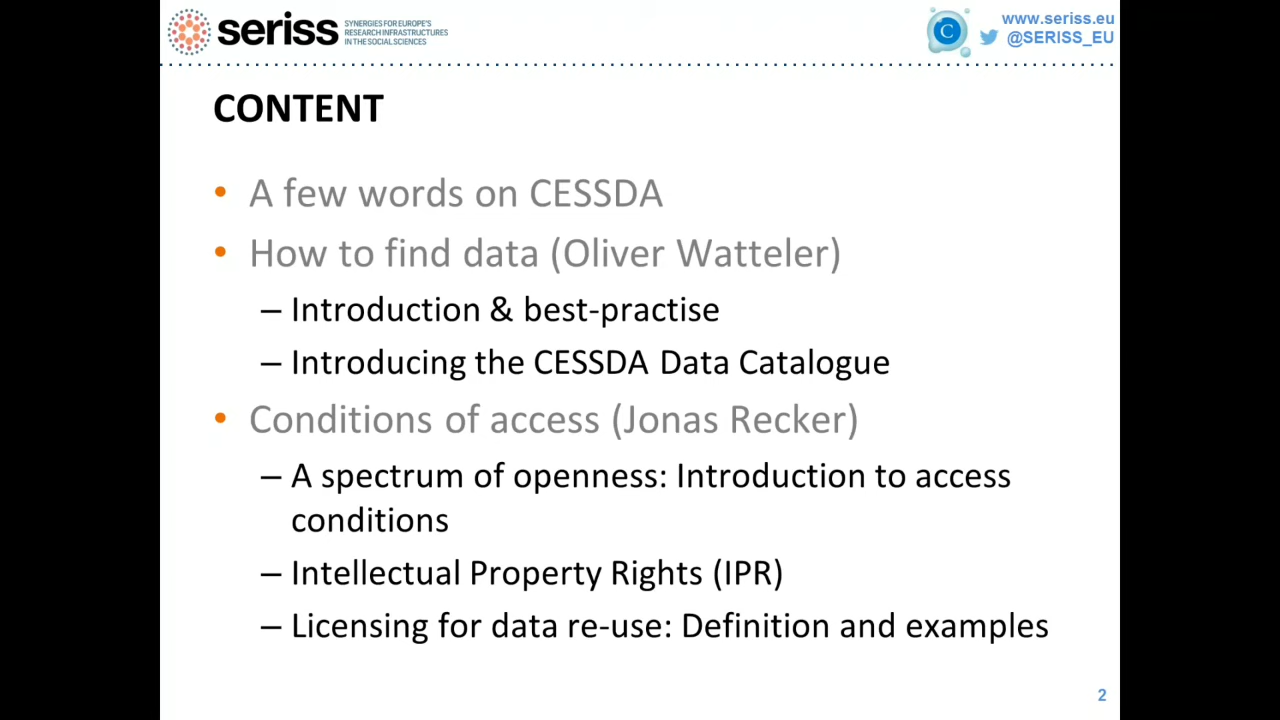 seriss
SYNERGIES FOR EUROPE'S
RESEARCH INFRASTRUCTURES
IN THE SOCIAL SCIENCES
C
www.seriss.eu
@SERISS_EU
CONTENT
• A few words on CESSDA
• How to find data (Oliver Watteler)
– Introduction & best-practise
– Introducing the CESSDA Data Catalogue
• Conditions of access (Jonas Recker)
– A spectrum of openness: Introduction to access
conditions
– Intellectual Property Rights (IPR)
– Licensing for data re-use: Definition and examples
2